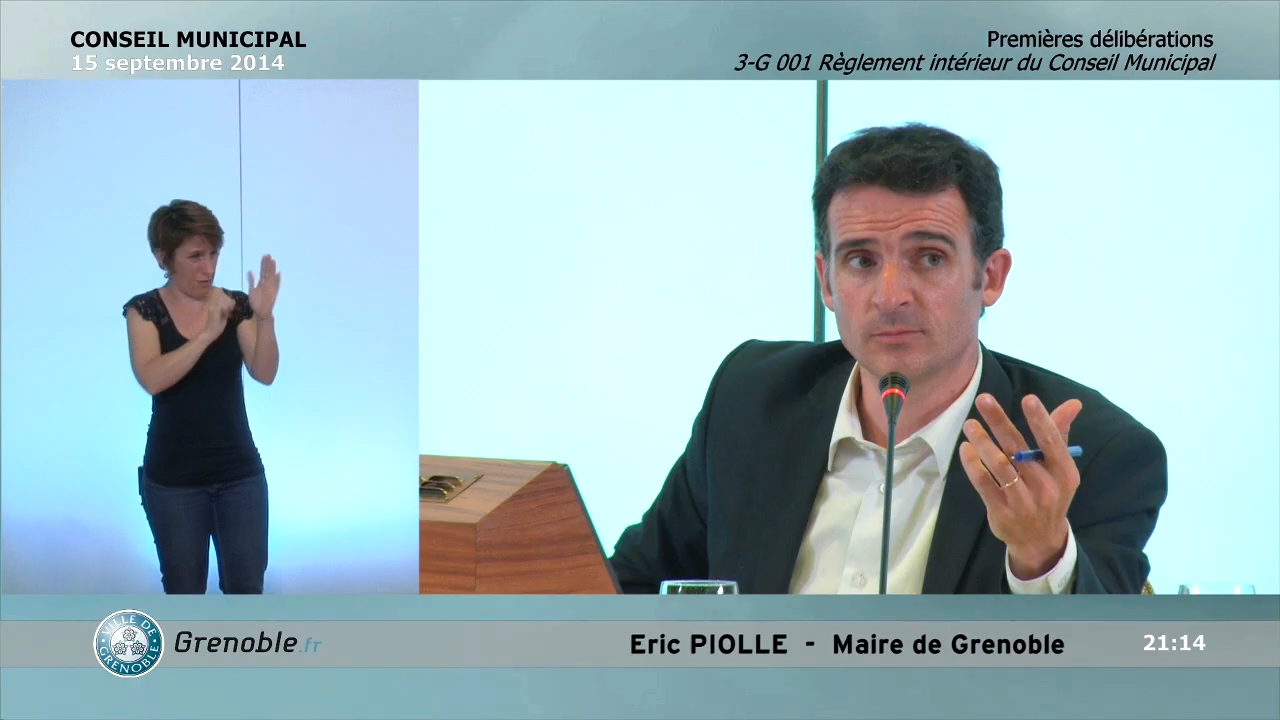 CONSEIL MUNICIPAL
15 septembre 2014
Premières délibérations
3-G 001 Règlement intérieur du Conseil Municipal
VILLE DE
GRENOBLE
Grenoble.fr
Eric PIOLLE - Maire de Grenoble
21:14